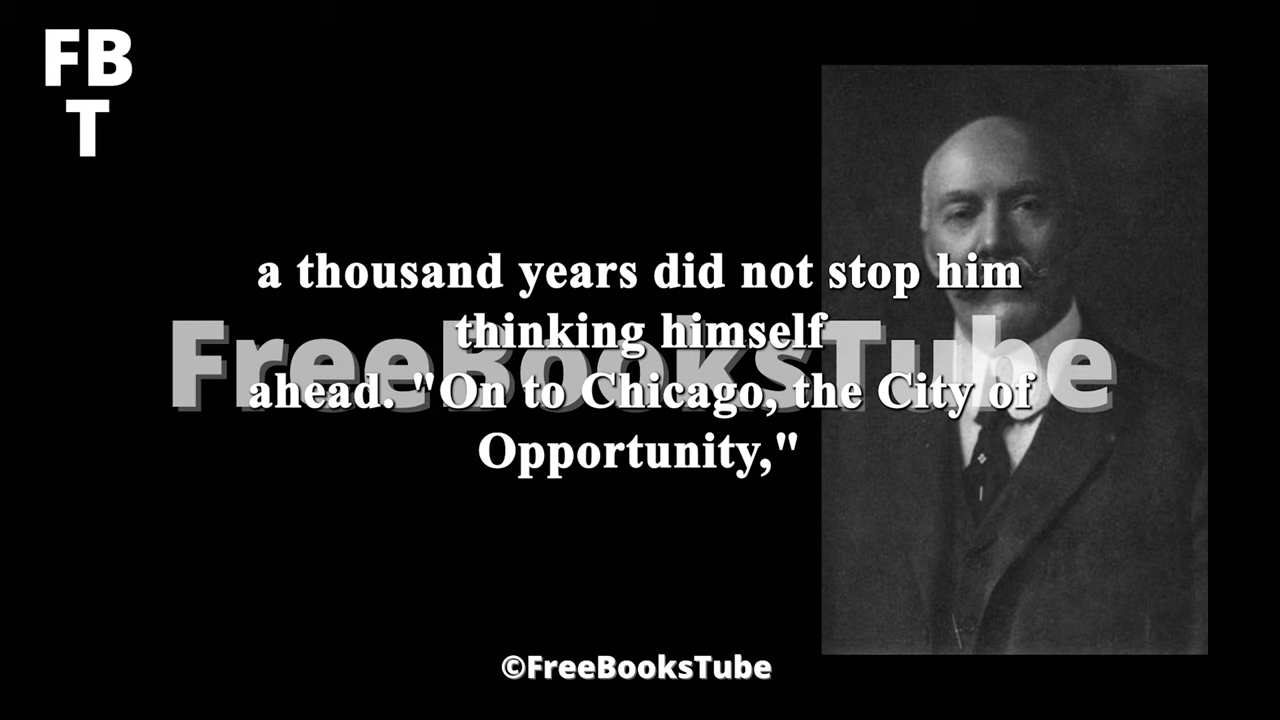 FB
T
a thousand years did not stop him
thinking himself
FreeBooksTube
ahead. "On to Chicago, the City of
Opportunity,"
©FreeBooksTube